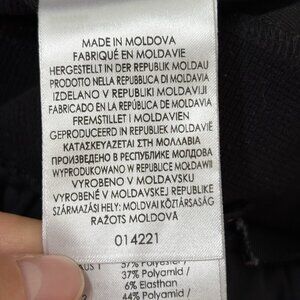 MADE IN MOLDOVA
FABRIQUÉ EN MOLDAVIE
HERGESTELLT IN DER REPUBLIK MOLDAU
PRODOTTO NELLA REPUBBLICA DI MOLDAVIA
IZDELANO V REPUBLIKI MOLDAVIJI
FABRICADO EN LA REPÚBLICA DE MOLDAVIA
FREMSTILLET I MOLDAVIEN
GEPRODUCEERD IN REPUBLIEK MOLDAVIË
ΚΑΤΑΣΚΕΥΑΖΕΤΑΙ ΣΤΗ ΜΟΛΔΑΒΙΑ
ПРОИЗВЕДЕНО В РЕСПУБЛИКЕ МОЛДОВА
WYPRODUKOWANO W REPUBLICE MOŁDAWII
VYROBENO V MOLDAVSKU
VYROBENÉ V MOLDAVSKEJ REPUBLIKE
SZÁRMAZÁSI HELY: MOLDVAI KÖZTÁRSASÁG
RAŽOTS MOLDOVĀ
014221
37% Polyester /
37% Polyamid /
6% Elasthan
44% Polyamid /